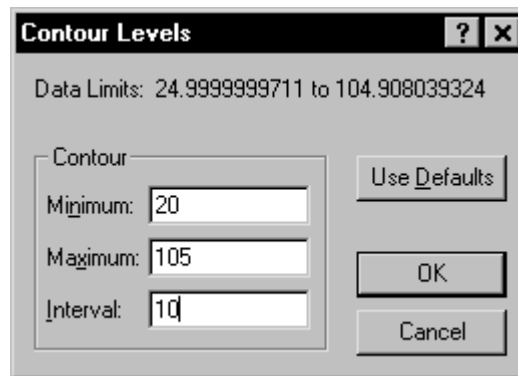 Contour Levels
Data Limits: 24.9999999711 to 104.908039324
Contour
Minimum: 20
Maximum: 105
Interval: 10
Use Defaults
OK
Cancel